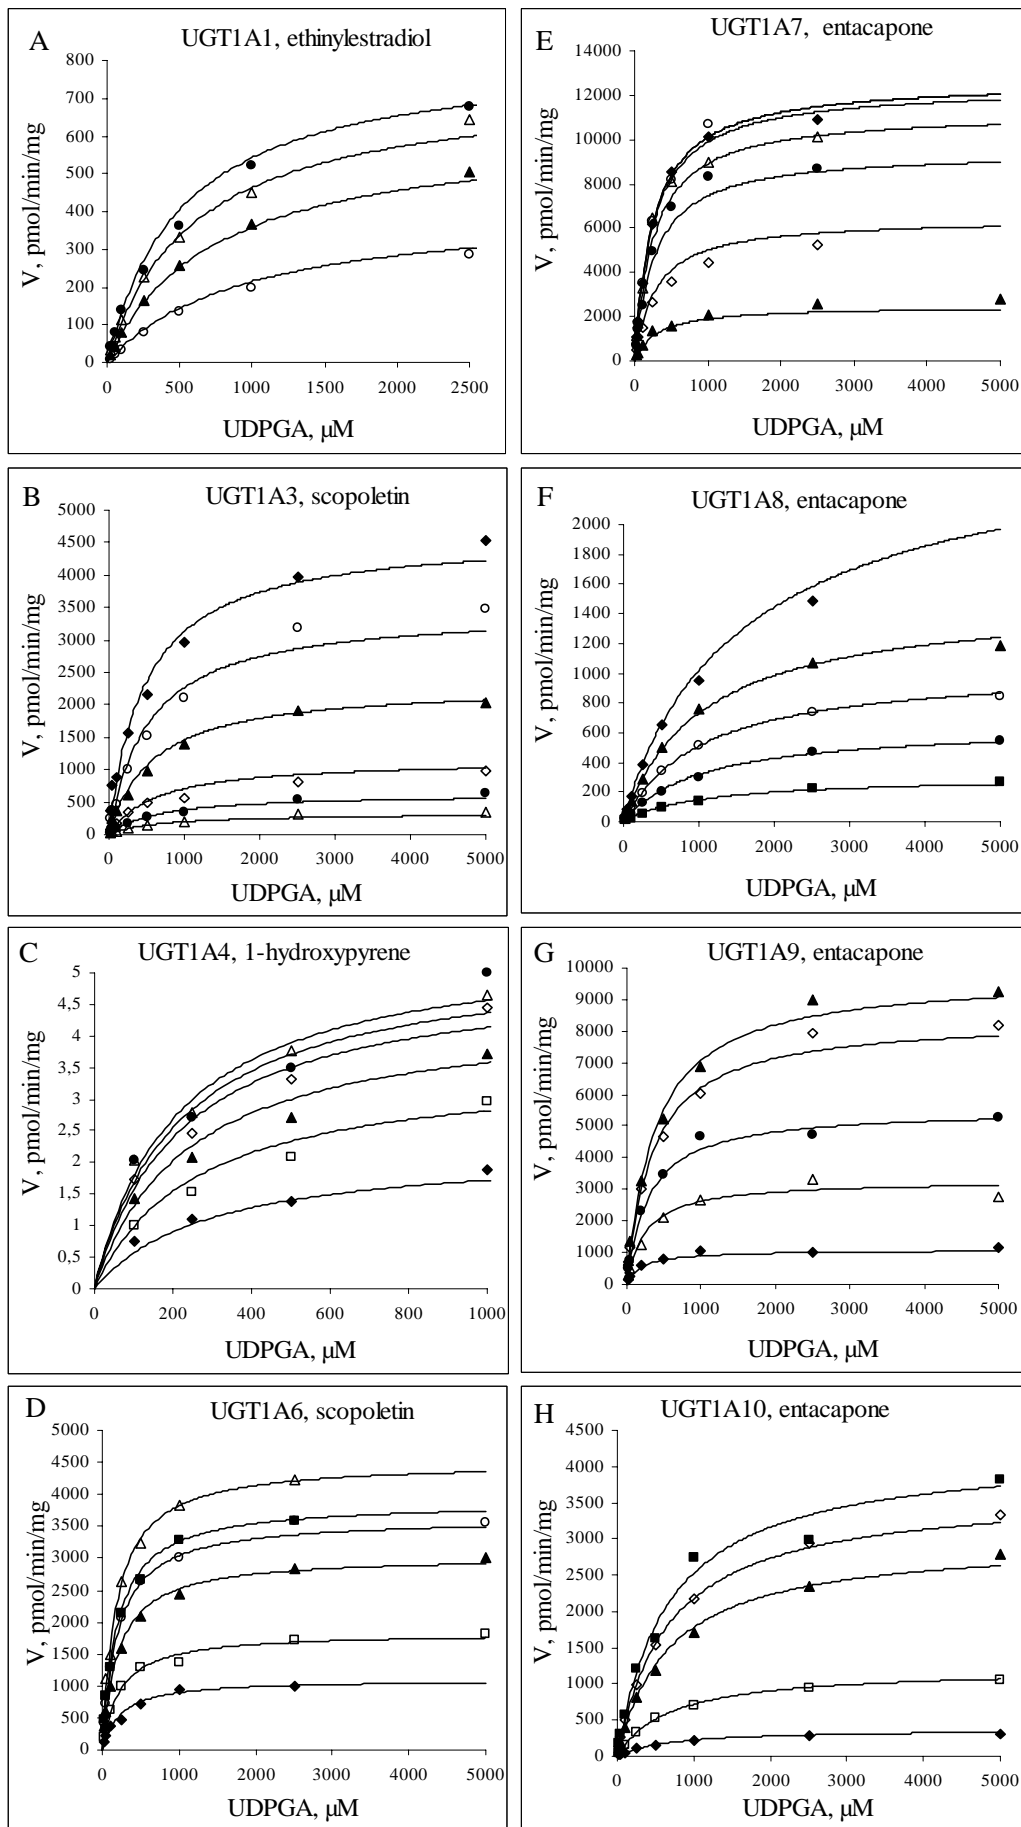 A
UGT1A1, ethinylestradiol
800
700
600
500
400
300
200
100
0
V, pmol/min/mg
0 500 1000 1500 2000 2500
UDPGA, µM
B
UGT1A3, scopoletin
5000
4500
4000
3500
3000
2500
2000
1500
1000
500
0
V, pmol/min/mg
0 1000 2000 3000 4000 5000
UDPGA, µM
C
UGT1A4, 1-hydroxypyrene
5
4,5
4
3,5
3
2,5
2
1,5
1
0,5
0
V, pmol/min/mg
0 200 400 600 800 1000
UDPGA, µM
D
UGT1A6, scopoletin
5000
4500
4000
3500
3000
2500
2000
1500
1000
500
0
V, pmol/min/mg
0 1000 2000 3000 4000 5000
UDPGA, µM
E
UGT1A7, entacapone
14000
12000
10000
8000
6000
4000
2000
0
V, pmol/min/mg
0 1000 2000 3000 4000 5000
UDPGA, µM
F
UGT1A8, entacapone
2000
1800
1600
1400
1200
1000
800
600
400
200
0
V, pmol/min/mg
0 1000 2000 3000 4000 5000
UDPGA, µM
G
UGT1A9, entacapone
10000
9000
8000
7000
6000
5000
4000
3000
2000
1000
0
V, pmol/min/mg
0 1000 2000 3000 4000 5000
UDPGA, µM
H
UGT1A10, entacapone
4500
4000
3500
3000
2500
2000
1500
1000
500
0
V, pmol/min/mg
0 1000 2000 3000 4000 5000
UDPGA, µM